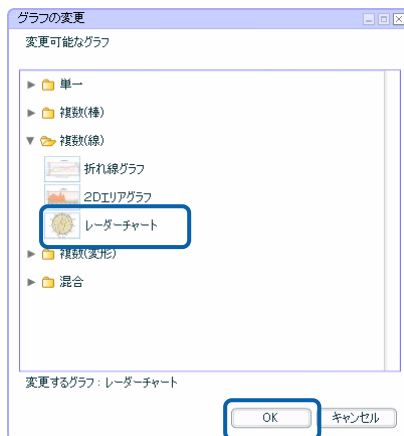 グラフの変更
変更可能なグラフ
単一
複数(棒)
複数(線)
折れ線グラフ
2Dエリアグラフ
レーダーチャート
複数(変形)
混合
変更するグラフ：レーダーチャート
OK キャンセル